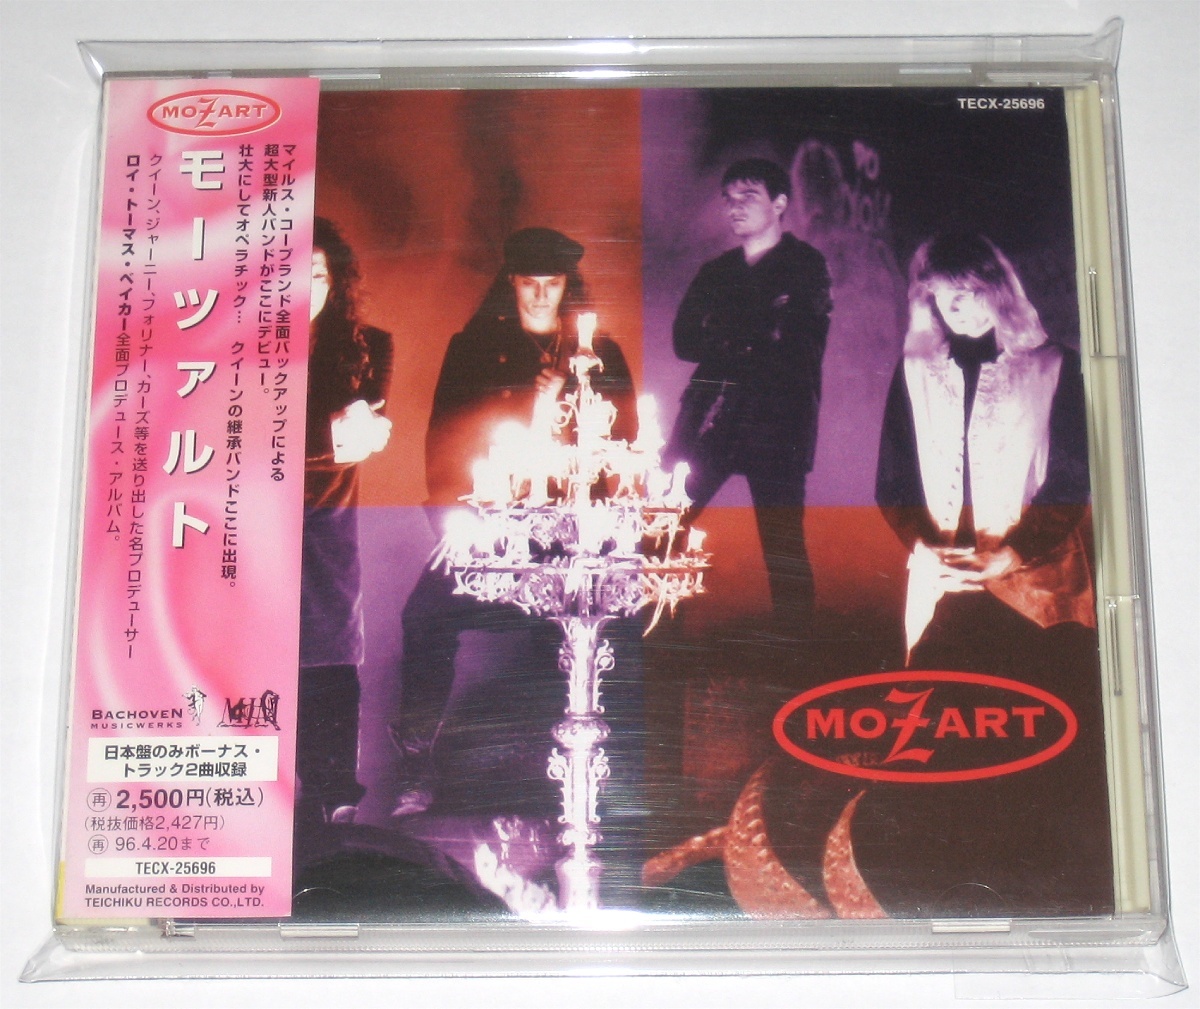 MOZART
モーツァルト
マイルス・コープランド全面バックアップによる
超大型新人バンドがここにデビュー。
壮大にしてオペラチック… クイーンの継承バンドここに出現。
クイーン、ジャーニー、フォリナー、カーズ等を送り出した名プロデューサー
ロイ・トーマス・ベイカー全面プロデュース・アルバム。
BACHOVEN
MUSICWERKS
日本盤のみボーナス・
トラック2曲収録
再 2,500円(税込)
(税抜価格2,427円)
再 96.4.20まで
TECX-25696
Manufactured & Distributed by
TEICHIKU RECORDS CO.,LTD.
TECX-25696
MOZART